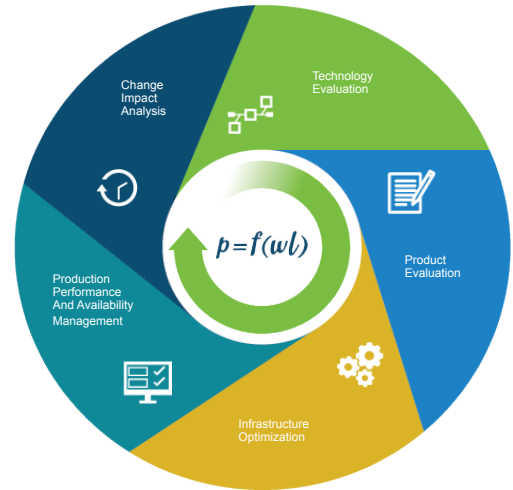 Technology
Evaluation
Product
Evaluation
Infrastructure
Optimization
Production
Performance
And Availability
Management
Change
Impact
Analysis
p=f(wl)